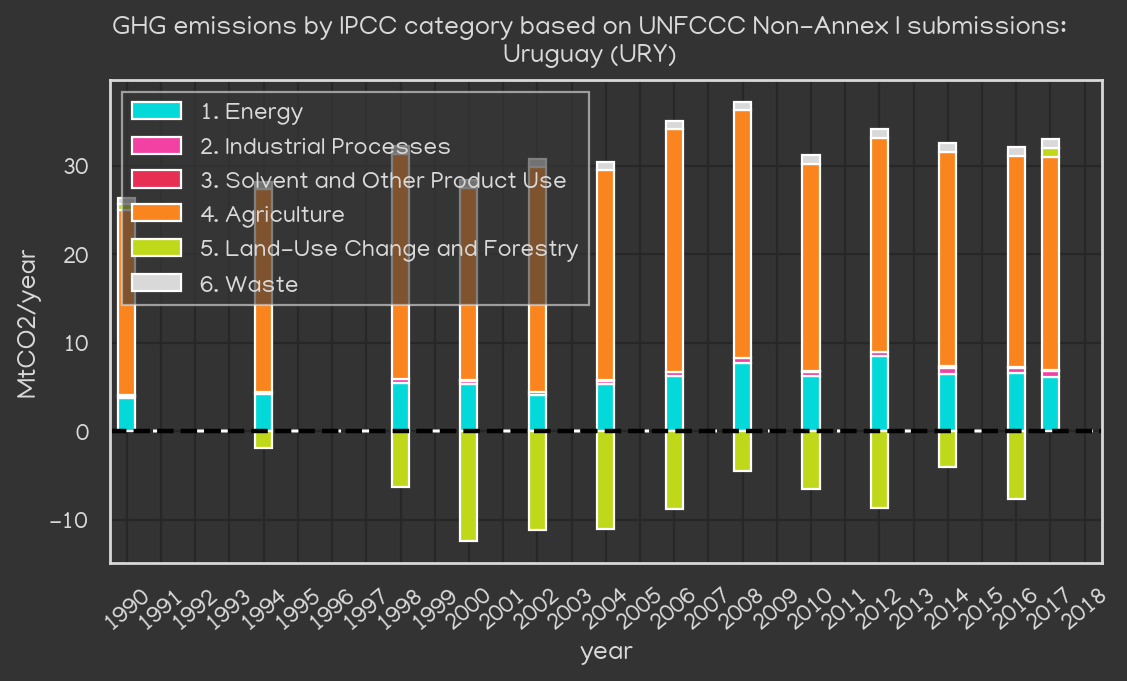 GHG emissions by IPCC category based on UNFCCC Non-Annex I submissions:
Uruguay (URY)
1. Energy
2. Industrial Processes
3. Solvent and Other Product Use
4. Agriculture
5. Land-Use Change and Forestry
6. Waste
MtCO2/year
30
20
10
0
−10
1990 1991 1992 1993 1994 1995 1996 1997 1998 1999 2000 2001 2002 2003 2004 2005 2006 2007 2008 2009 2010 2011 2012 2013 2014 2015 2016 2017 2018
year